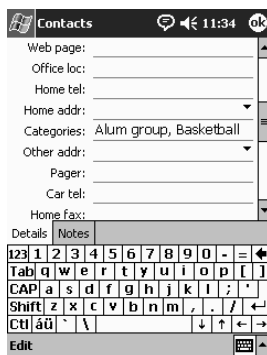 Contacts 11:34 ok
Web page:
Office loc:
Home tel:
Home addr:
Categories: Alum group, Basketball
Other addr:
Pager:
Car tel:
Home fax:
Details Notes
123 1 2 3 4 5 6 7 8 9 0 - =
Tab q w e r t y u i o p [ ]
CAP a s d f g h j k l ; '
Shift z x c v b n m , . /
Ctl áü ` \
Edit